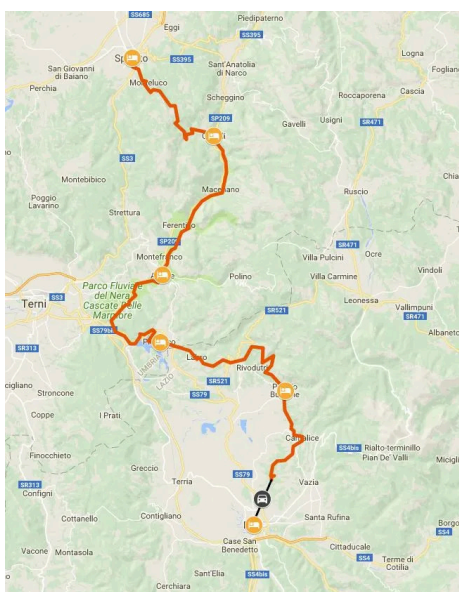 SS685
Eggi
Piedipaterno
SS395
San Giovanni
di Baiano
SS395
Sant'Anatolia
di Narco
Logna
Foglian
Perchia
Monteluco
Scheggino
Roccaporena
Cascia
SP209
Gavelli
Usigni
SR471
SS3
Montebibico
Macenano
Ruscio
Poggio
Lavarino
Strettura
Ferentillo
SR471
Montefranco
Villa Pulcini
Ocre
Vindoli
Parco Fluviale
del Nera
Cascate Delle
Marmore
Polino
Villa Carmine
Terni
SS3
Leonessa
Vallimpuni
SR471
SR521
Albaneto
SR313
SS79bis
Labro
Rivodutri
UMBRIA
LAZIO
Stroncone
SR521
SS79
Coppe
I Prati
Cantalice
SS4bis
Rialto-terminillo
Pian De' Valli
Finocchieto
Greccio
SR313
Configni
Terria
SS79
Vazia
Cottanello
Contigliano
Santa Rufina
Vacone
Montasola
Case San
Benedetto
Cittaducale
SS4
SS4
Terme di
Cotilia
Sant'Elia
SS4bis
Cerchiara